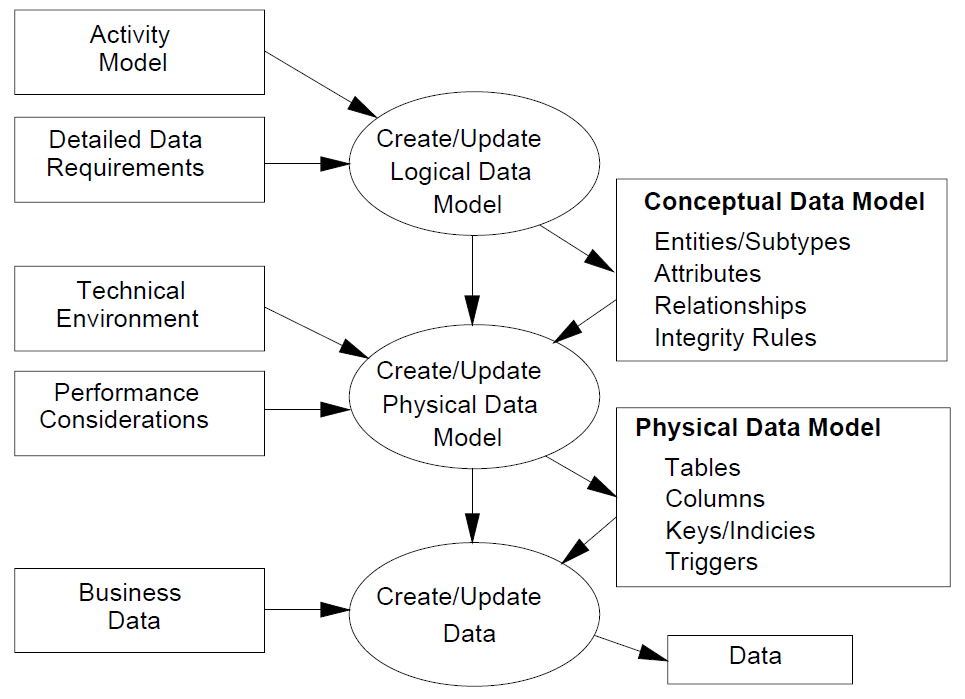 Activity
Model
Detailed Data
Requirements
Create/Update
Logical Data
Model
Conceptual Data Model
Entities/Subtypes
Attributes
Relationships
Integrity Rules
Technical
Environment
Performance
Considerations
Create/Update
Physical Data
Model
Physical Data Model
Tables
Columns
Keys/Indicies
Triggers
Business
Data
Create/Update
Data
Data